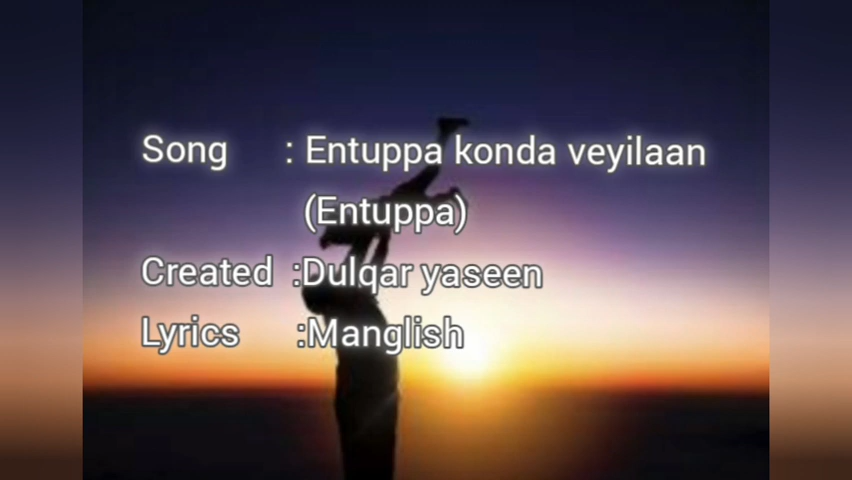 Song : Entuppa konda veyilaan
(Entuppa)
Created :Dulqar yaseen
Lyrics :Manglish